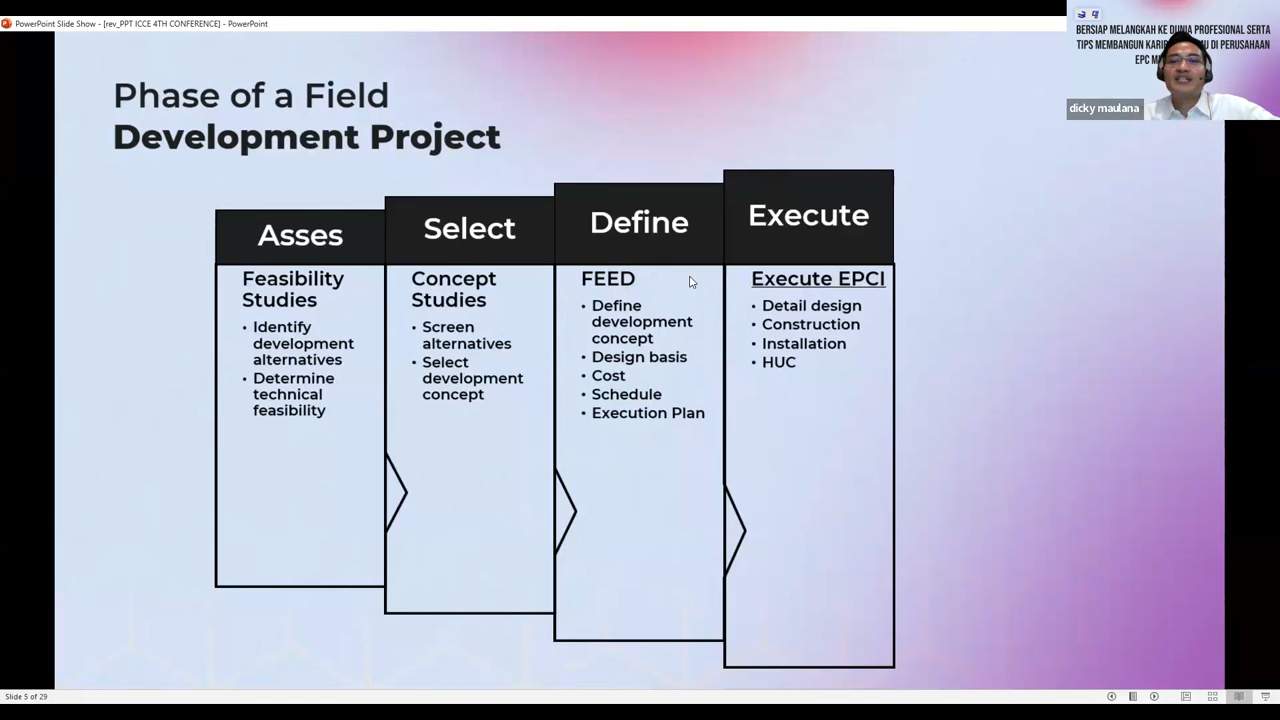 PowerPoint Slide Show - [rev_PPT ICCE 4TH CONFERENCE] - PowerPoint
BERSIAP MELANGKAH KE DUNIA PROFESIONAL SERTA
TIPS MEMBANGUN DI PERUSAHAAN
EPC
dicky maulana
Phase of a Field
Development Project
Asses
Feasibility
Studies
• Identify
development
alternatives
• Determine
technical
feasibility
Select
Concept
Studies
• Screen
alternatives
• Select
development
concept
Define
FEED
• Define
development
concept
• Design basis
• Cost
• Schedule
• Execution Plan
Execute
Execute EPCI
• Detail design
• Construction
• Installation
• HUC
Slide 5 of 29